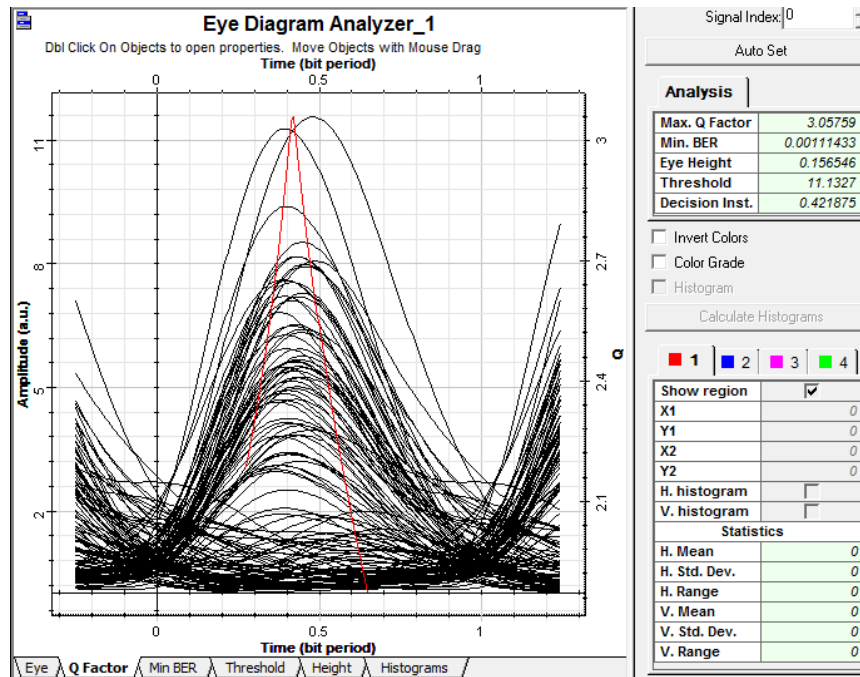 Eye Diagram Analyzer_1
Dbl Click On Objects to open properties. Move Objects with Mouse Drag
Time (bit period)
0 0.5 1
Amplitude (a.u.)
11
8
5
2
Q
3
2.7
2.4
2.1
0 0.5 1
Time (bit period)
Eye Q Factor Min BER Threshold Height Histograms
Signal Index: 0
Auto Set
Analysis
Max. Q Factor 3.05759
Min. BER 0.00111433
Eye Height 0.156546
Threshold 11.1327
Decision Inst. 0.421875
Invert Colors
Color Grade
Histogram
Calculate Histograms
1 2 3 4
Show region
X1 0
Y1 0
X2 0
Y2 0
H. histogram
V. histogram
Statistics
H. Mean 0
H. Std. Dev. 0
H. Range 0
V. Mean 0
V. Std. Dev. 0
V. Range 0